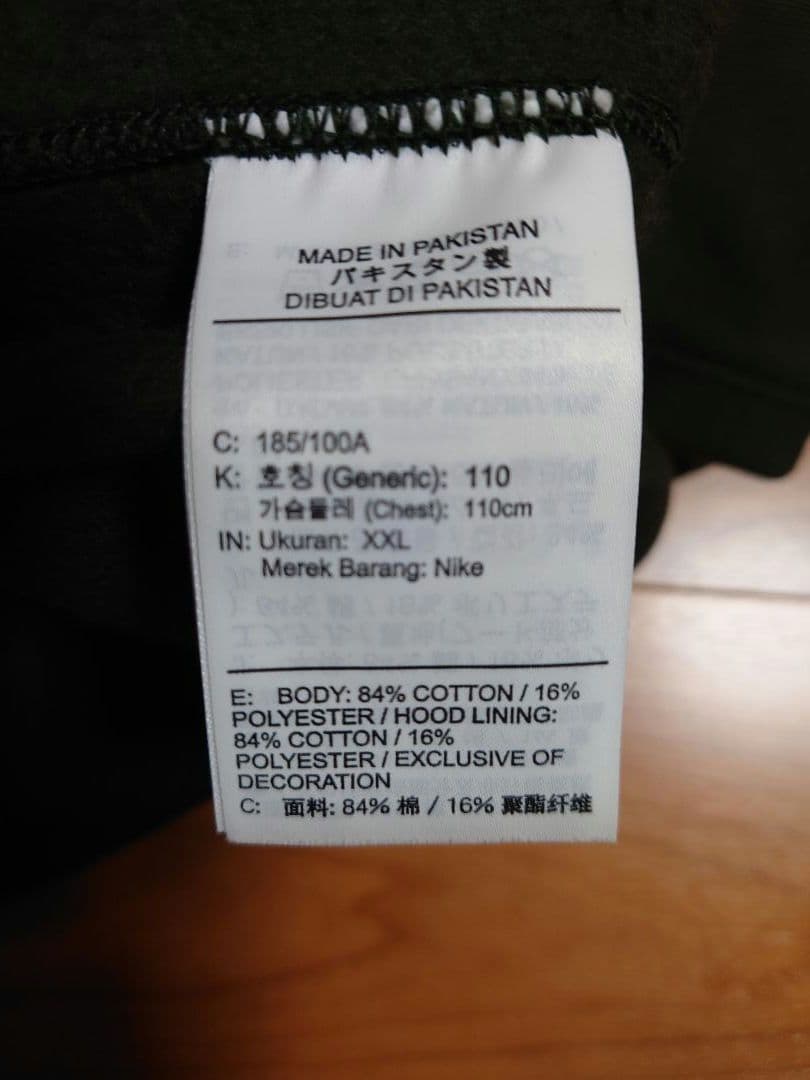 MADE IN PAKISTAN
パキスタン製
DIBUAT DI PAKISTAN
C: 185/100A
K: 호칭 (Generic): 110
가슴둘레 (Chest): 110cm
IN: Ukuran: XXL
Merek Barang: Nike
E: BODY: 84% COTTON / 16%
POLYESTER / HOOD LINING:
84% COTTON / 16%
POLYESTER / EXCLUSIVE OF
DECORATION
C: 面料: 84% 棉 / 16% 聚酯纤维